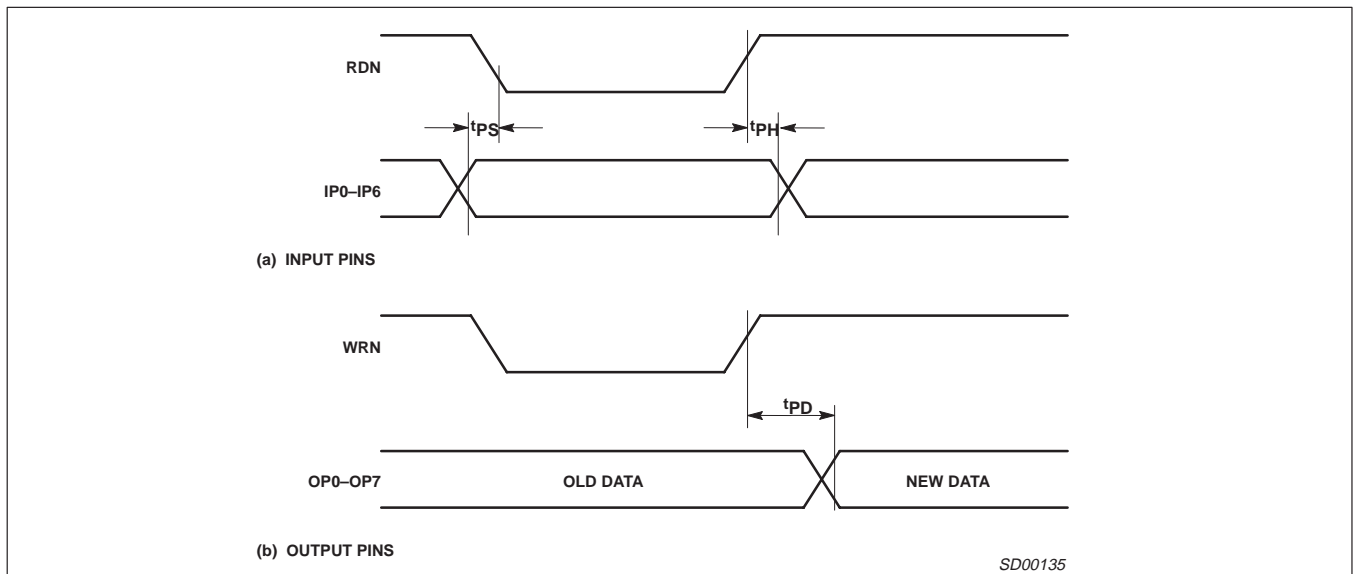 RDN
tPS
tPH
IP0–IP6
(a) INPUT PINS
WRN
tPD
OP0–OP7
OLD DATA
NEW DATA
(b) OUTPUT PINS
SD00135